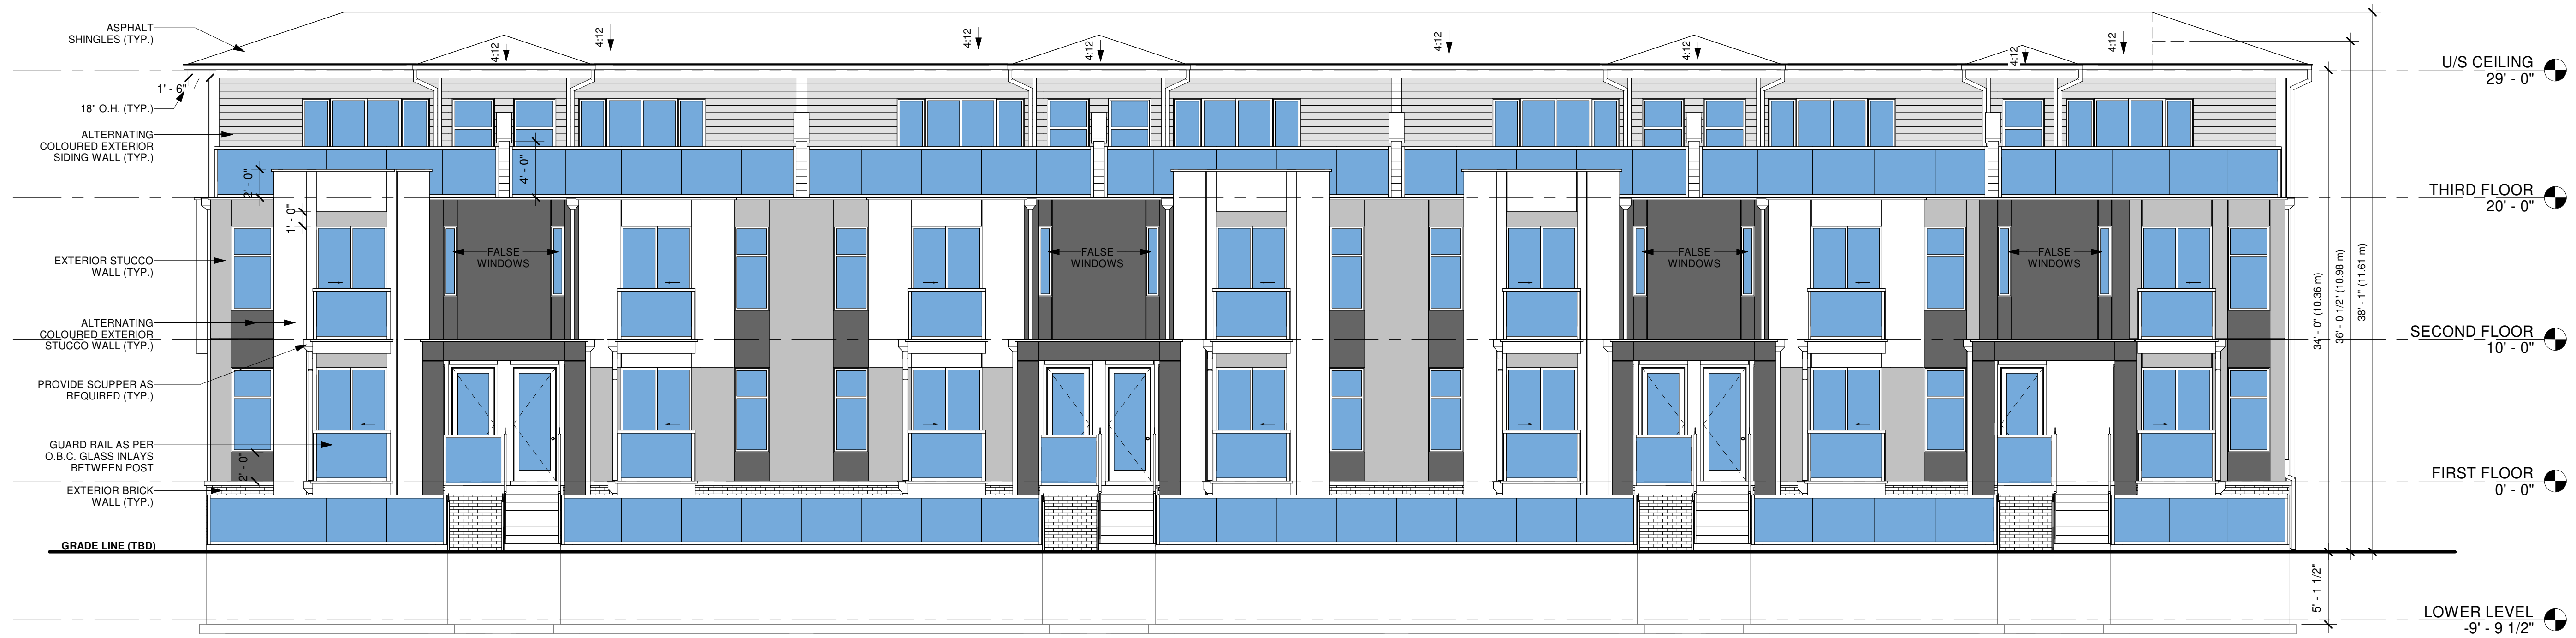 ASPHALT
SHINGLES (TYP.)
1' - 6"
18" O.H. (TYP.)
ALTERNATING
COLOURED EXTERIOR
SIDING WALL (TYP.)
EXTERIOR STUCCO
WALL (TYP.)
ALTERNATING
COLOURED EXTERIOR
STUCCO WALL (TYP.)
PROVIDE SCUPPER AS
REQUIRED (TYP.)
GUARD RAIL AS PER
O.B.C. GLASS INLAYS
BETWEEN POST
EXTERIOR BRICK
WALL (TYP.)
GRADE LINE (TBD)
4:12
4:12
4:12
4:12
4:12
4:12
4:12
4:12
2' - 0"
1' - 0"
4' - 0"
2' - 0"
FALSE
WINDOWS
FALSE
WINDOWS
FALSE
WINDOWS
FALSE
WINDOWS
34' - 0" (10.36 m)
36' - 0 1/2" (10.98 m)
38' - 1" (11.61 m)
5' - 1 1/2"
U/S CEILING
29' - 0"
THIRD FLOOR
20' - 0"
SECOND FLOOR
10' - 0"
FIRST FLOOR
0' - 0"
LOWER LEVEL
-9' - 9 1/2"